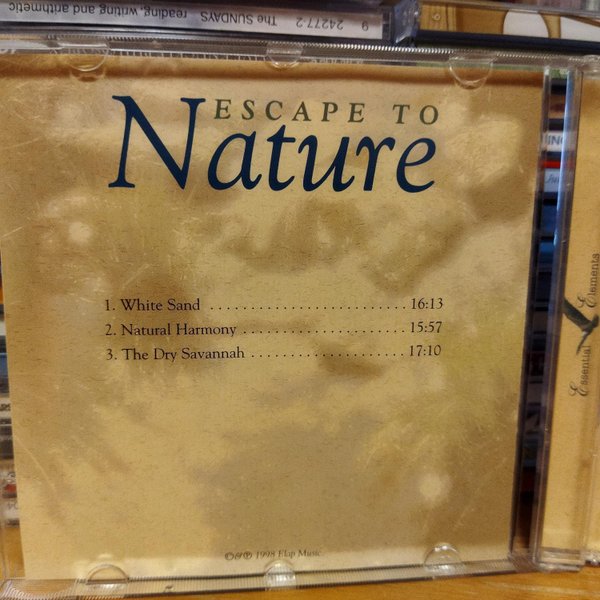 The SUNDAYS reading, writing and arithmetic
24277-2 9
ESCAPE TO
Nature
1. White Sand ........................ 16:13
2. Natural Harmony .................... 15:57
3. The Dry Savannah ................... 17:10
©&℗ 1998 Elap Music.
Essential Elements